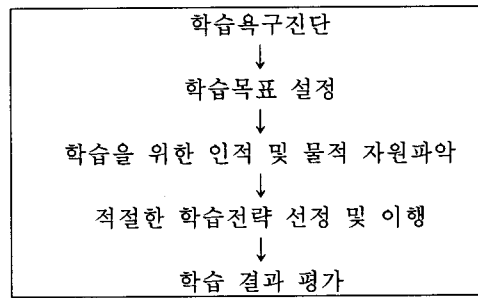 학습욕구진단
↓
학습목표 설정
↓
학습을 위한 인적 및 물적 자원파악
↓
적절한 학습전략 선정 및 이행
↓
학습 결과 평가